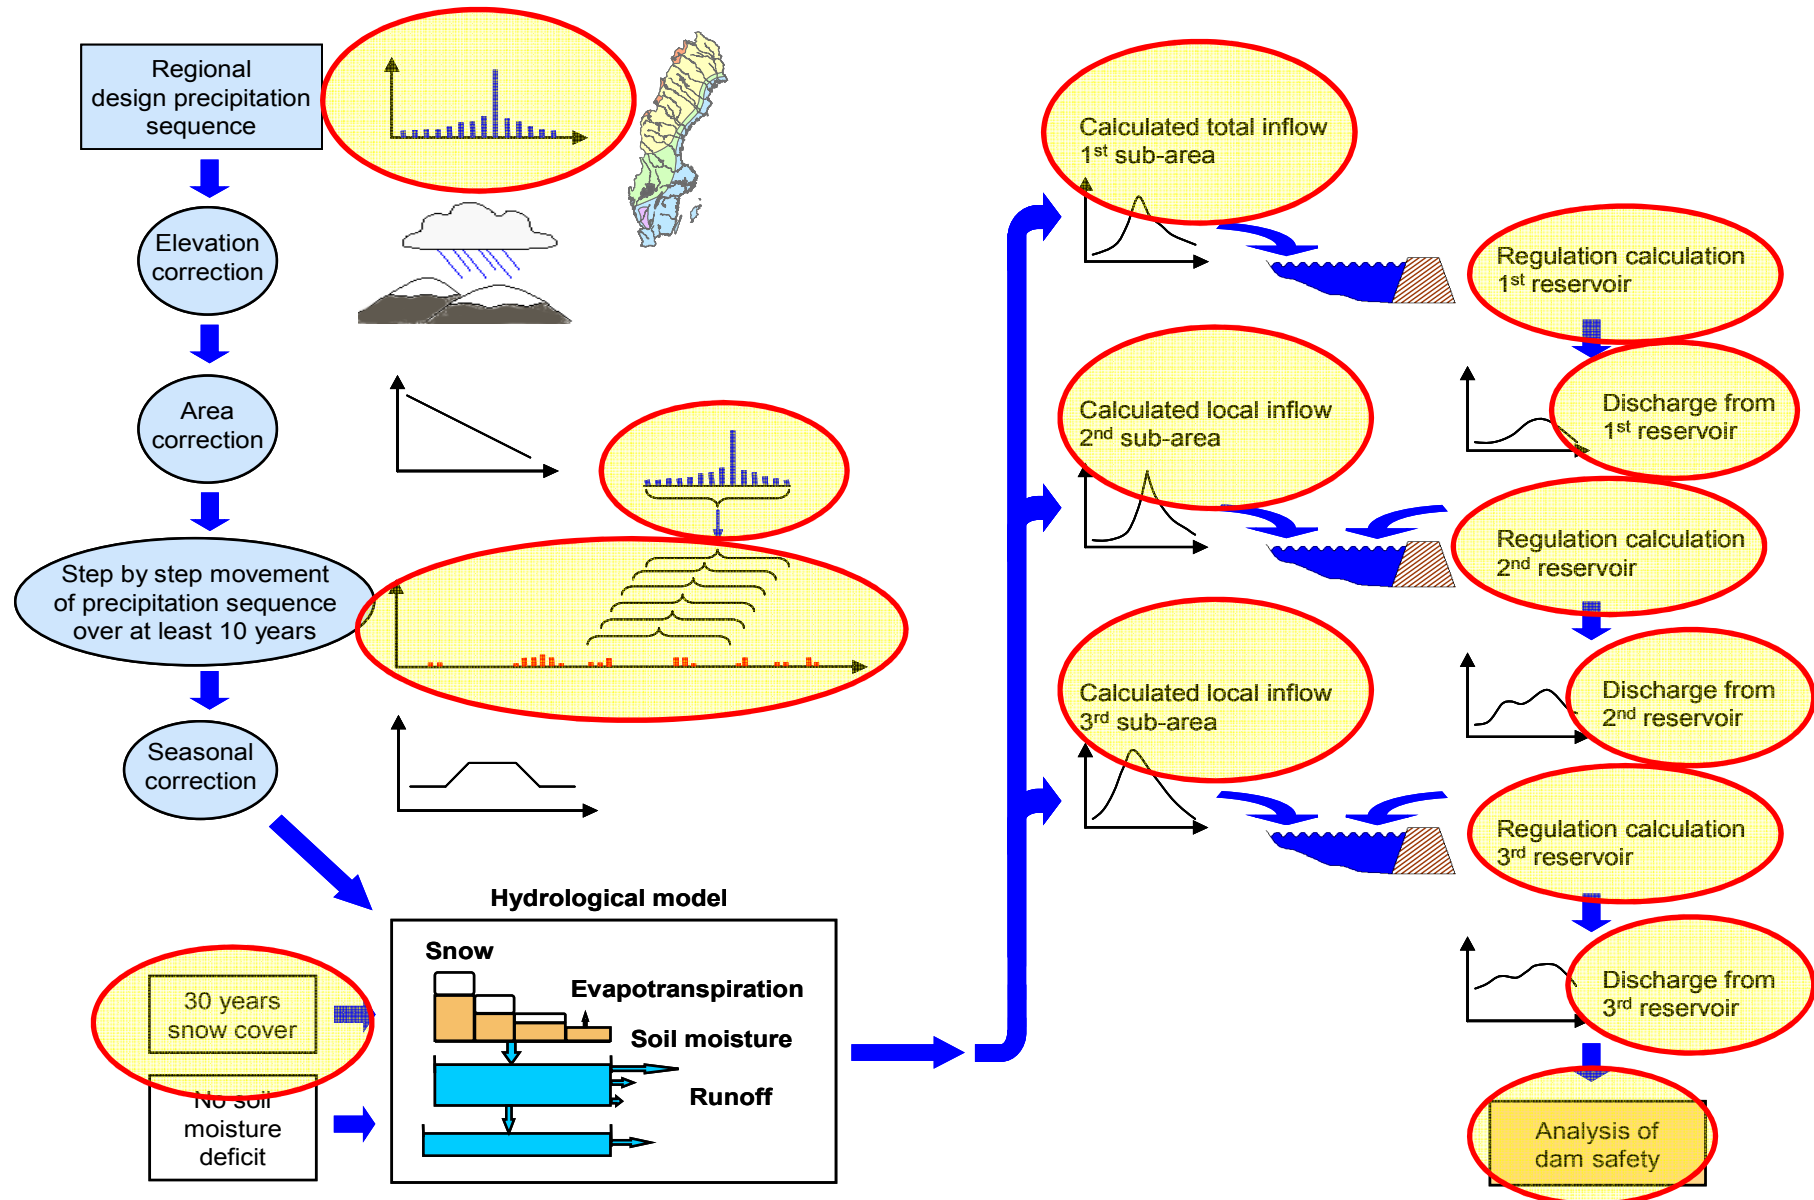 Regional
design precipitation
sequence
Elevation
correction
Area
correction
Step by step movement
of precipitation sequence
over at least 10 years
Seasonal
correction
30 years
snow cover
No soil
moisture
deficit
Hydrological model
Snow
Evapotranspiration
Soil moisture
Runoff
Calculated total inflow
1st sub-area
Regulation calculation
1st reservoir
Discharge from
1st reservoir
Calculated local inflow
2nd sub-area
Regulation calculation
2nd reservoir
Discharge from
2nd reservoir
Calculated local inflow
3rd sub-area
Regulation calculation
3rd reservoir
Discharge from
3rd reservoir
Analysis of
dam safety